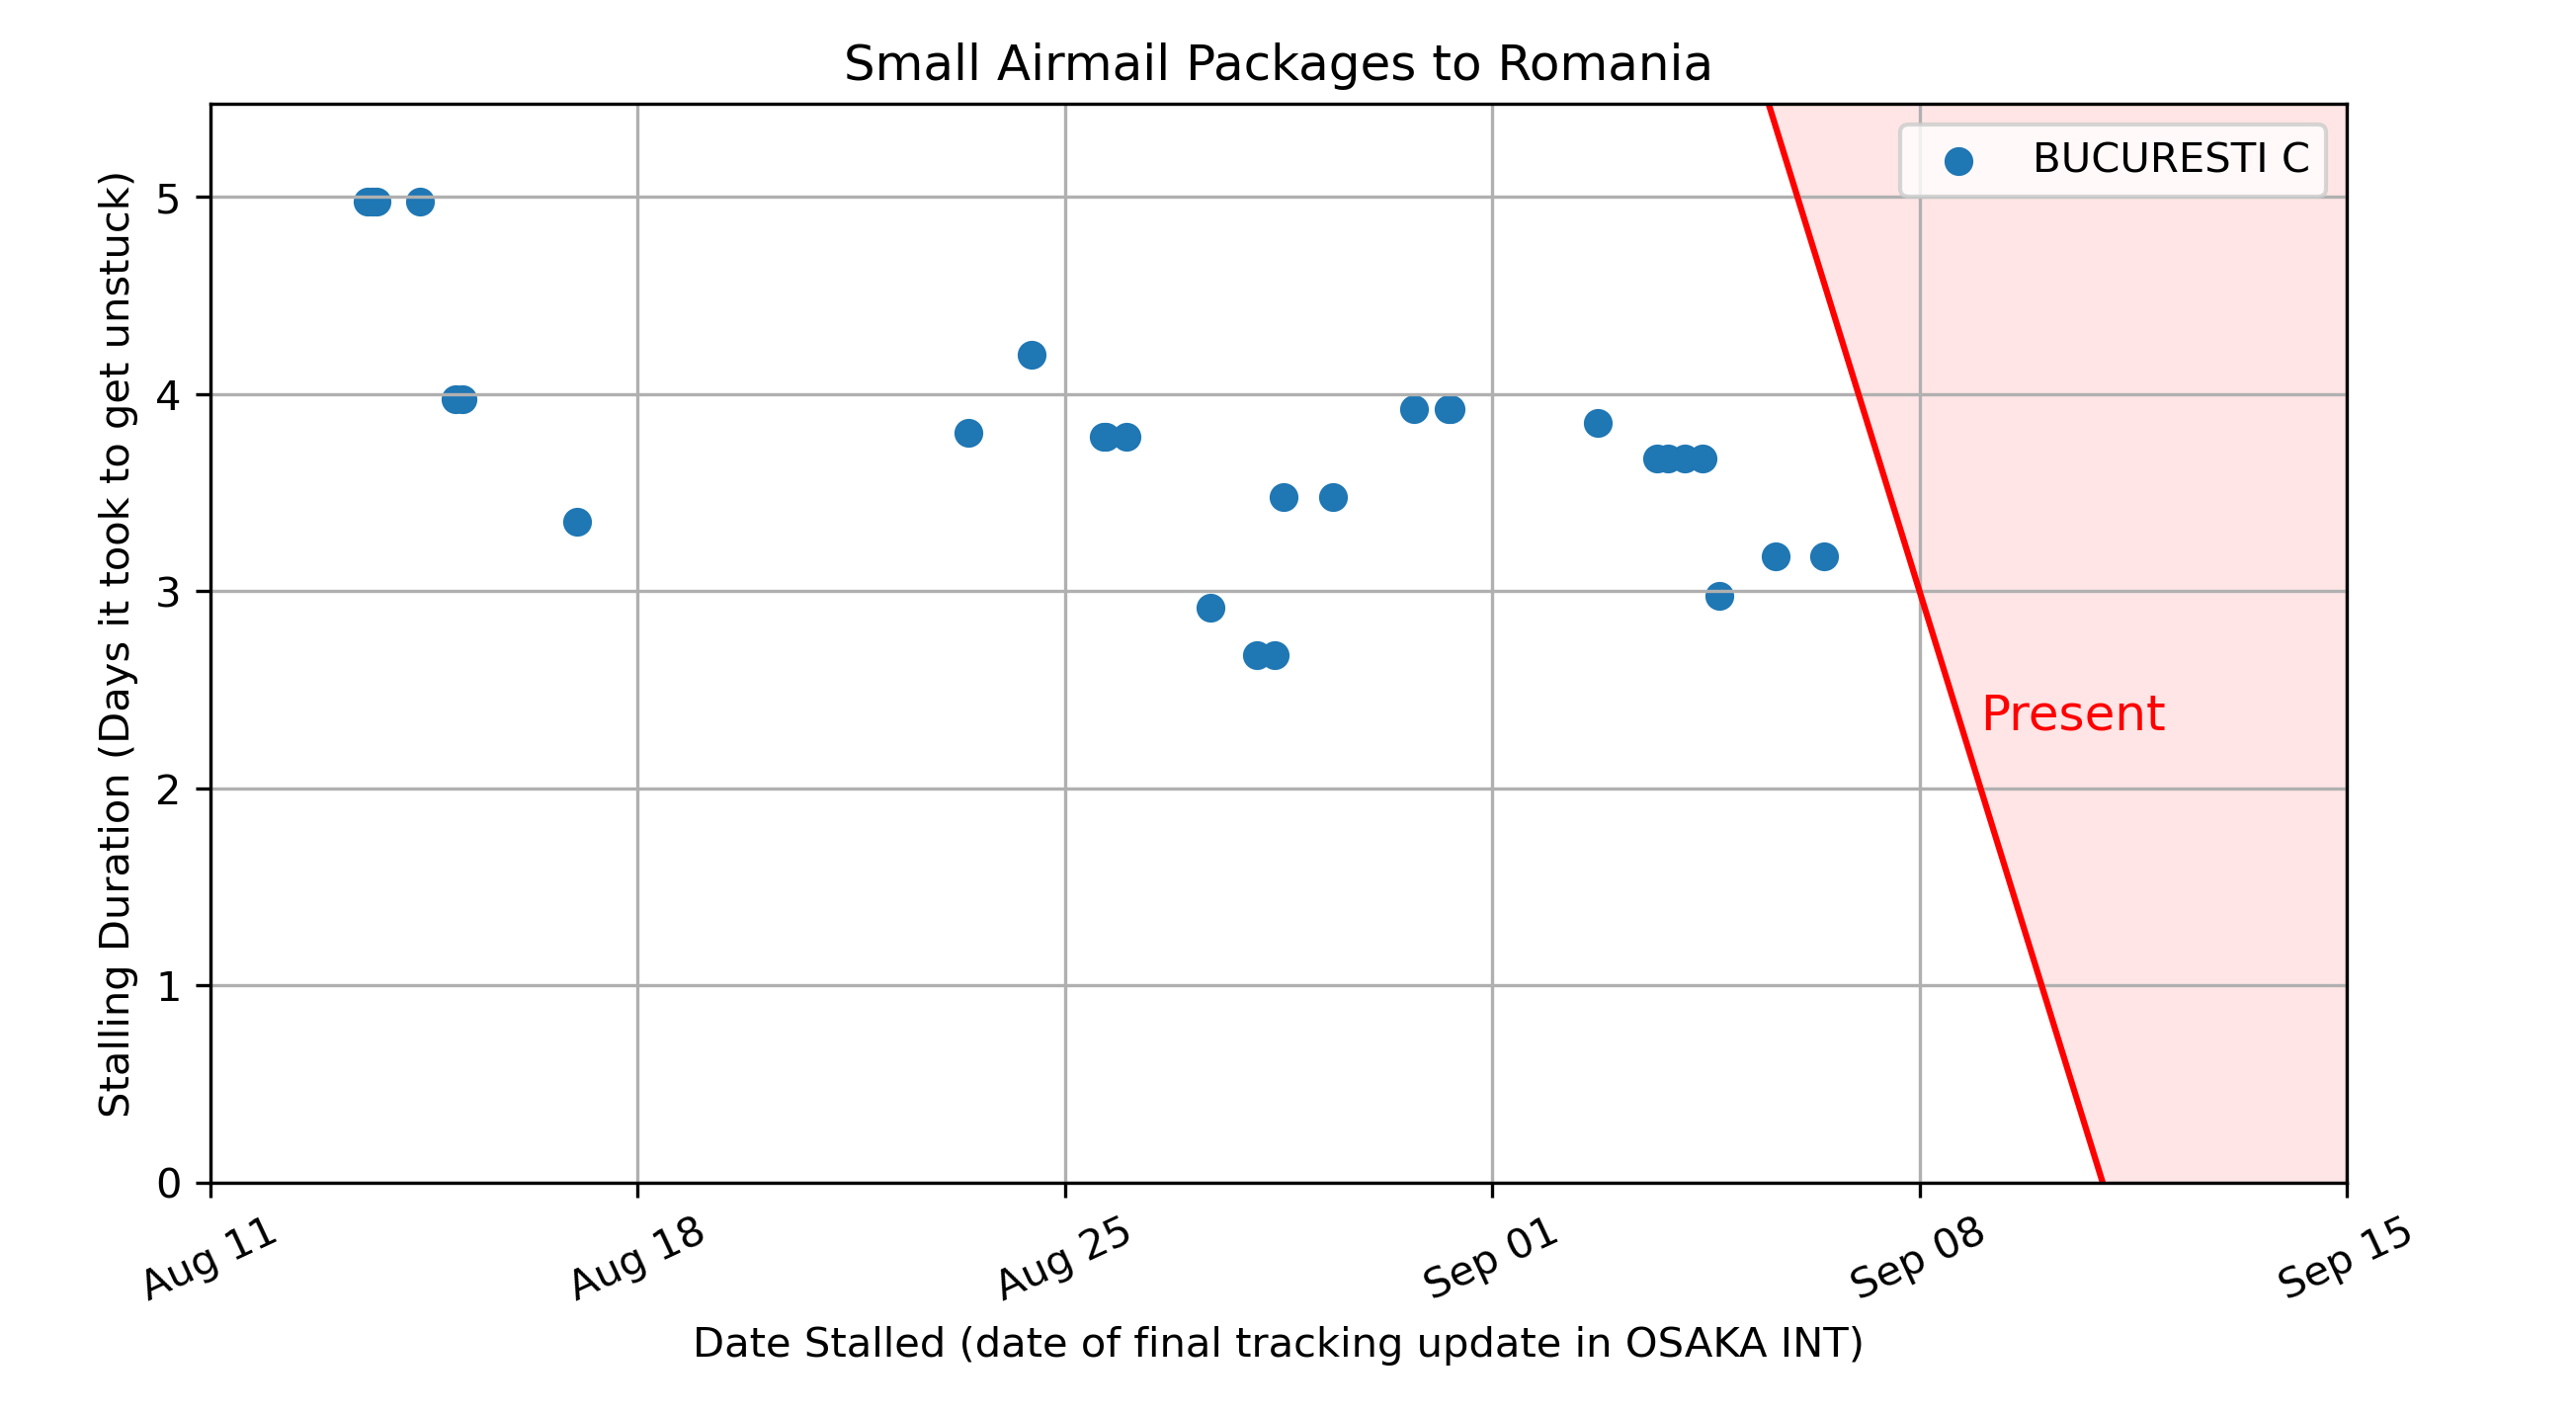 Small Airmail Packages to Romania
BUCURESTI C
Stalling Duration (Days it took to get unstuck)
5
4
3
2
1
0
Present
Aug 11
Aug 18
Aug 25
Sep 01
Sep 08
Sep 15
Date Stalled (date of final tracking update in OSAKA INT)